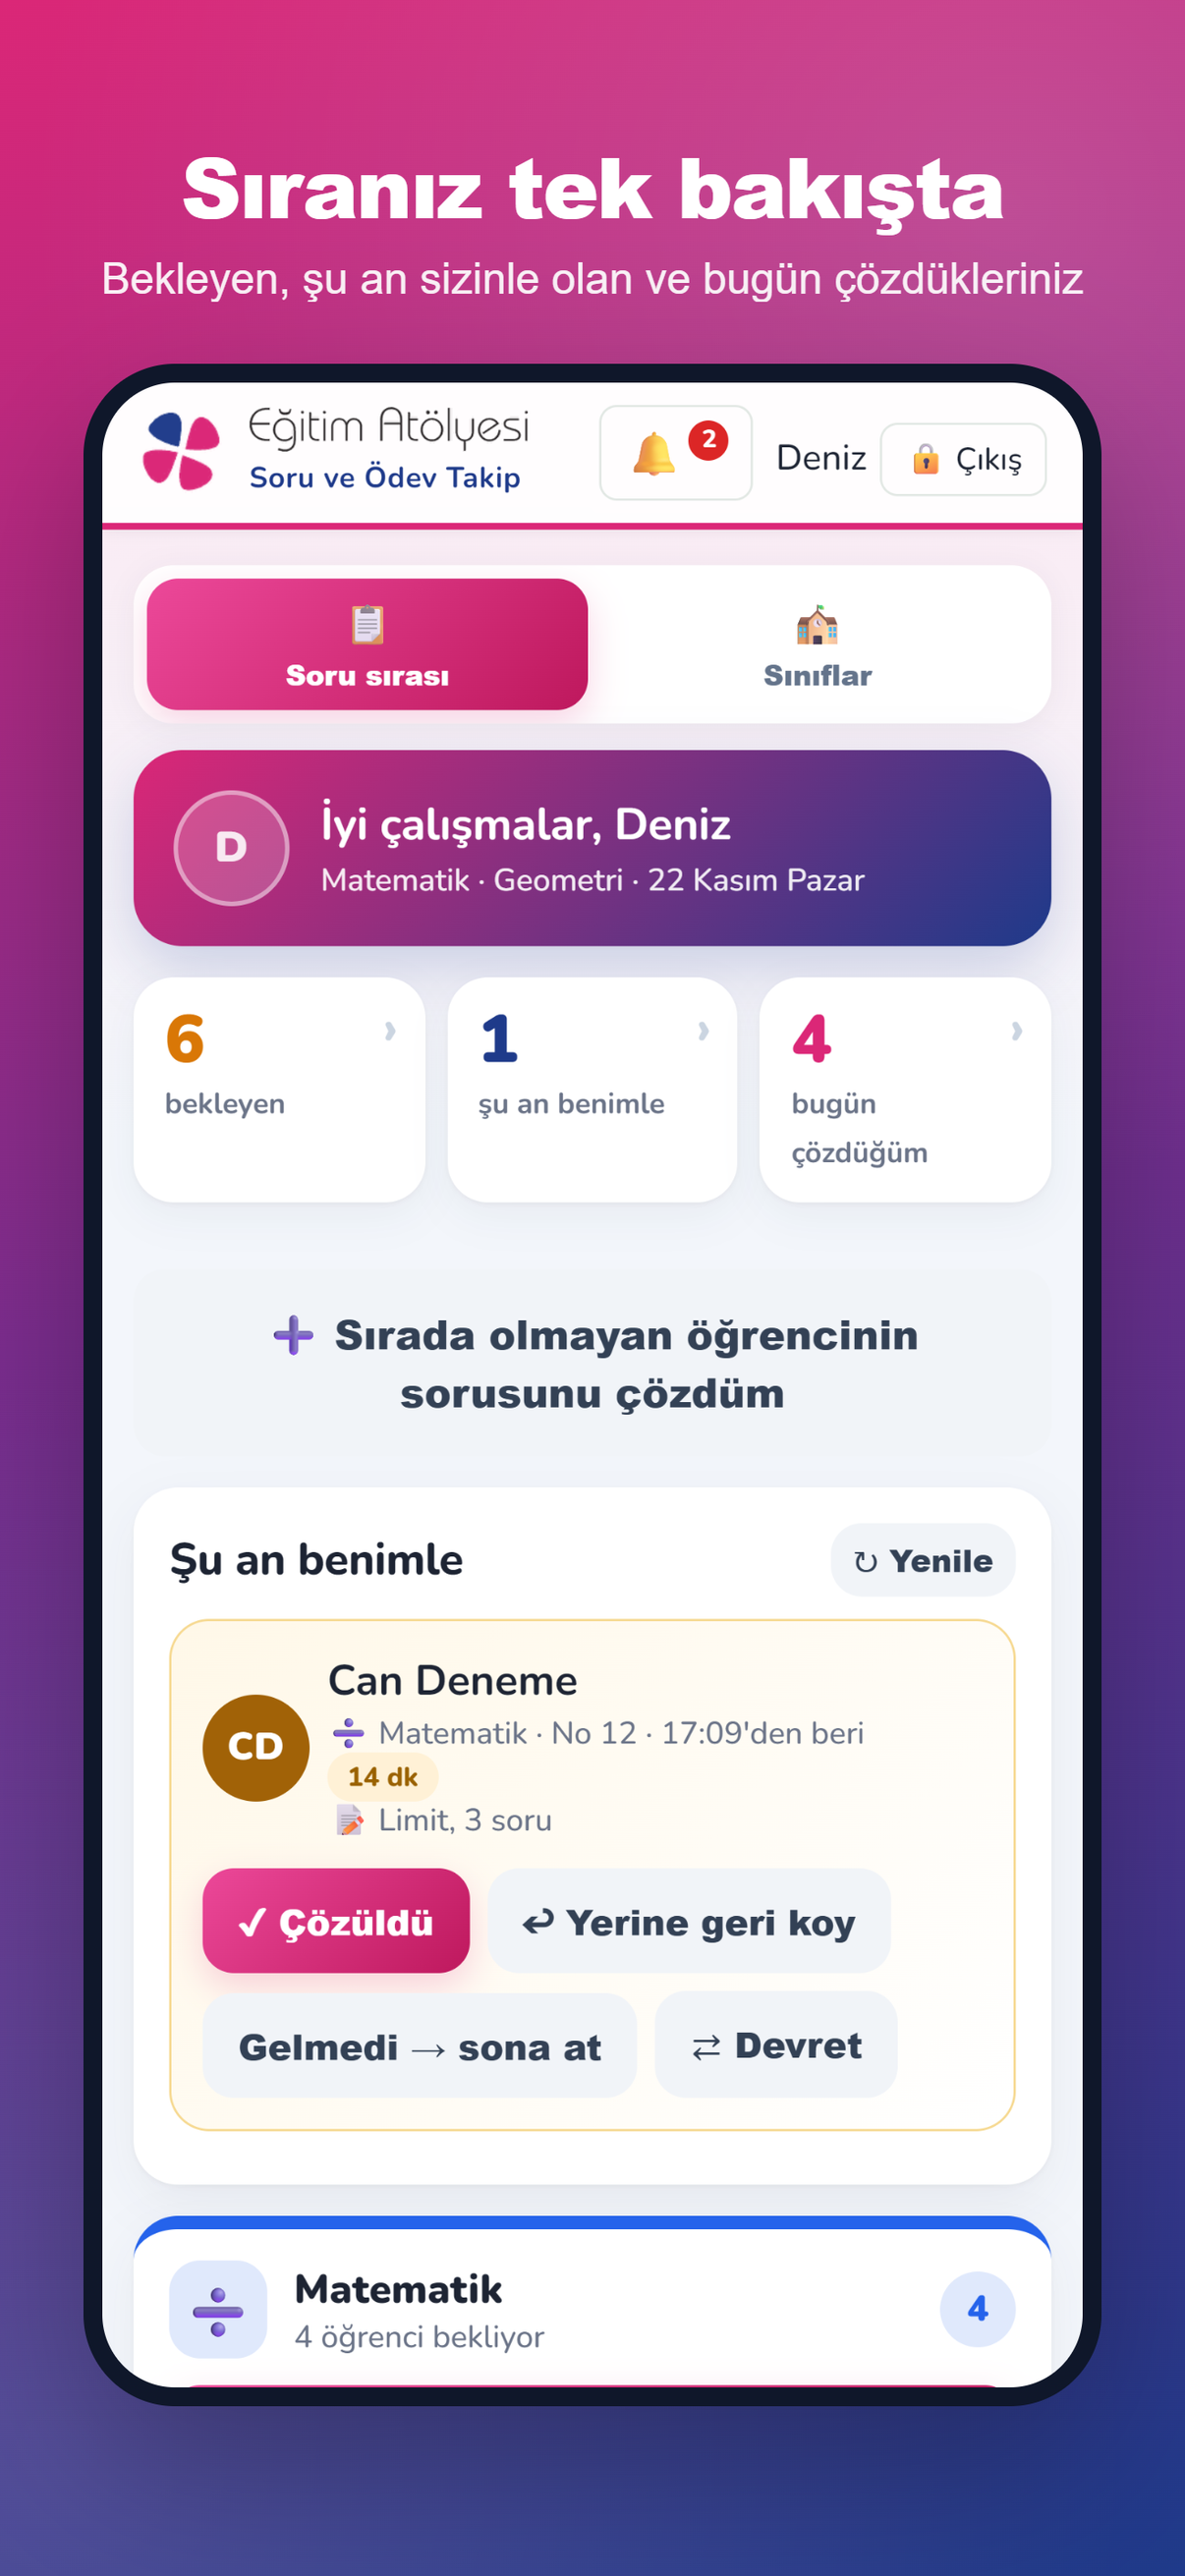 Sıranız tek bakışta
Bekleyen, şu an sizinle olan ve bugün çözdükleriniz
Eğitim Atölyesi
Soru ve Ödev Takip
2
Deniz
Çıkış
Soru sırası
Sınıflar
D
İyi çalışmalar, Deniz
Matematik · Geometri · 22 Kasım Pazar
6
bekleyen
1
şu an benimle
4
bugün
çözdüğüm
➕ Sırada olmayan öğrencinin
sorusunu çözdüm
Şu an benimle
↻ Yenile
CD
Can Deneme
➗ Matematik · No 12 · 17:09'den beri
14 dk
📝 Limit, 3 soru
✓ Çözüldü
↩ Yerine geri koy
Gelmedi → sona at
⇄ Devret
Matematik
4 öğrenci bekliyor
4